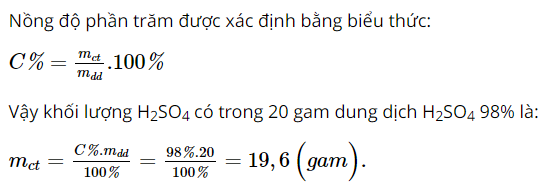 Nồng độ phần trăm được xác định bằng biểu thức:
C% = \frac{m_{ct}}{m_{dd}}.100%
Vậy khối lượng H₂SO₄ có trong 20 gam dung dịch H₂SO₄ 98% là:
m_{ct} = \frac{C%.m_{dd}}{100%} = \frac{98%.20}{100%} = 19,6 (gam).